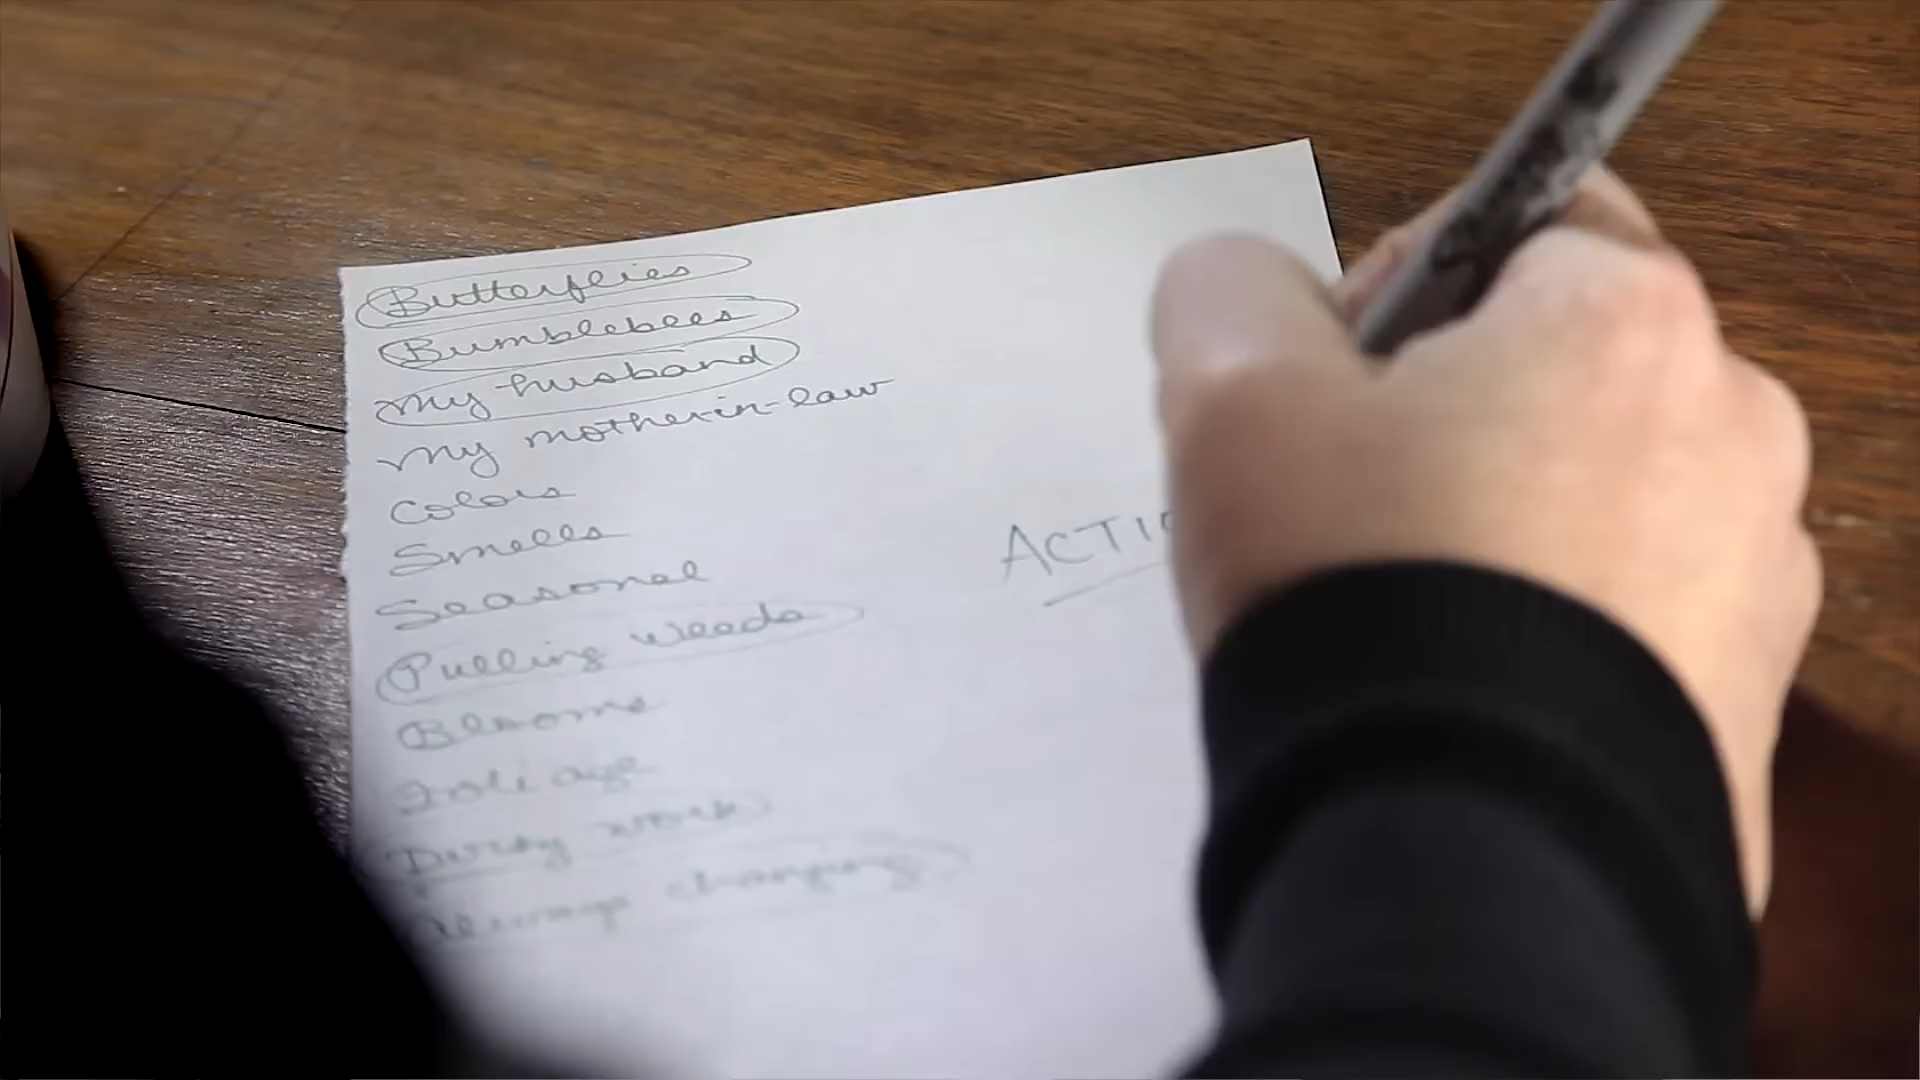 Butterflies
Bumblebees
My husband
My mother-in-law
Colors
Smells
Seasonal
Pulling weeds
Blooms
Foliage
Dirty work
Always changing
ACTIO